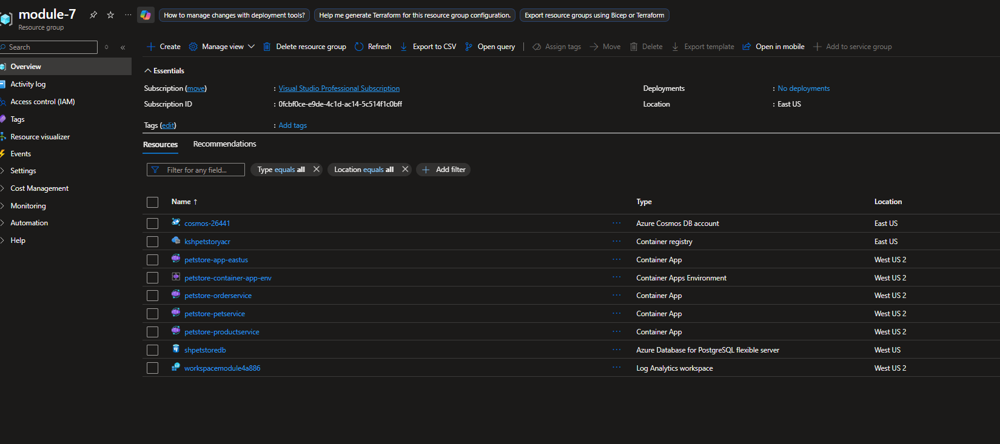 module-7
Resource group
How to manage changes with deployment tools?
Help me generate Terraform for this resource group configuration.
Export resource groups using Bicep or Terraform
Search
Create Manage view Delete resource group Refresh Export to CSV Open query Assign tags Move Delete Export template Open in mobile Add to service group
Overview
Activity log
Access control (IAM)
Tags
Resource visualizer
Events
Settings
Cost Management
Monitoring
Automation
Help
Essentials
Subscription (move) : Visual Studio Professional Subscription
Subscription ID : 0fcbf0ce-e9de-4c1d-ac14-5c514f1c0bff
Deployments : No deployments
Location : East US
Tags (edit) : Add tags
Resources Recommendations
Filter for any field... Type equals all Location equals all Add filter
Name ↑ Type Location
cosmos-26441 ... Azure Cosmos DB account East US
kshpetstoryacr ... Container registry East US
petstore-app-eastus ... Container App West US 2
petstore-container-app-env ... Container Apps Environment West US 2
petstore-orderservice ... Container App West US 2
petstore-petservice ... Container App West US 2
petstore-productservice ... Container App West US 2
shpetstoredb ... Azure Database for PostgreSQL flexible server West US
workspacemodule4a886 ... Log Analytics workspace West US 2